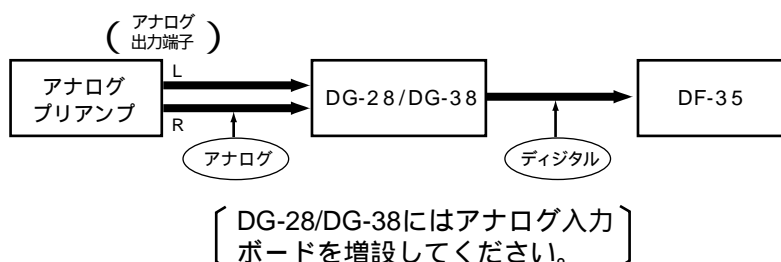 アナログ
出力端子
アナログ
プリアンプ
L
R
アナログ
DG-28/DG-38
ディジタル
DF-35
DG-28/DG-38にはアナログ入力
ボードを増設してください。